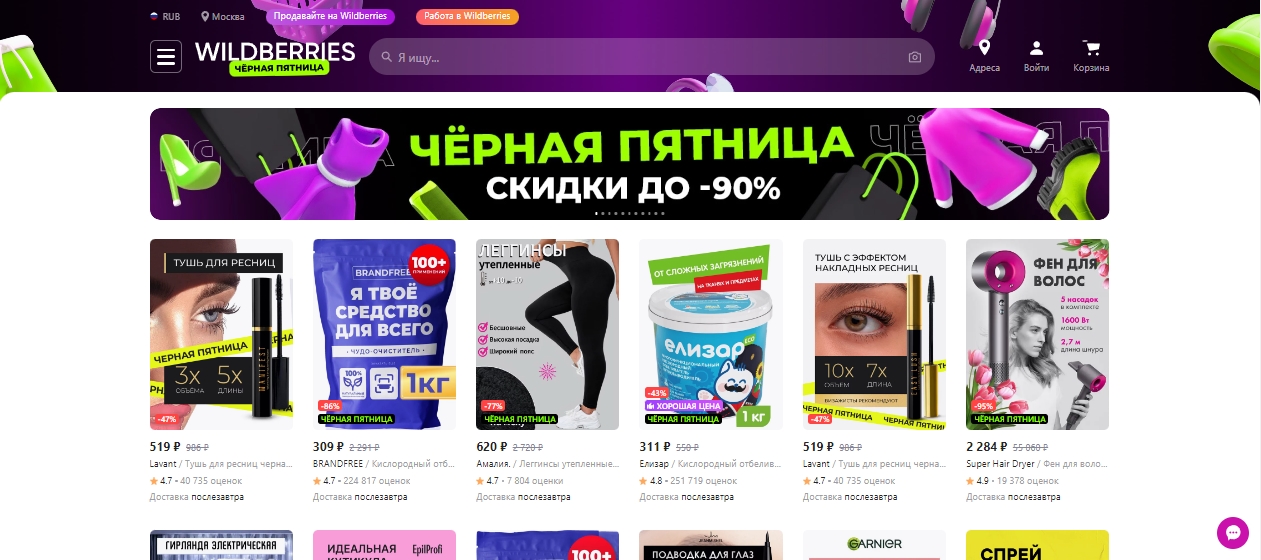 RUB
Москва
Продавайте на Wildberries
Работа в Wildberries
WILDBERRIES
ЧЁРНАЯ ПЯТНИЦА
Я ищу...
Адреса
Войти
Корзина
ЧЁРНАЯ ПЯТНИЦА
СКИДКИ ДО -90%
ТУШЬ ДЛЯ РЕСНИЦ
ЧЕРНАЯ ПЯТНИЦА
3x
ОБЪЕМА
5x
ДЛИНЫ
-47%
519 ₽ 986 ₽
Lavant / Тушь для ресниц черна...
4.7 • 40 735 оценок
Доставка послезавтра
100+
BRANDFREE
Я ТВОЁ
СРЕДСТВО
ДЛЯ ВСЕГО
ЧУДО-ОЧИСТИТЕЛЬ
100%
1КГ
-86%
ЧЁРНАЯ ПЯТНИЦА
309 ₽ 2 291 ₽
BRANDFREE / Кислородный отб...
4.7 • 224 817 оценок
Доставка послезавтра
ЛЕГГИНСЫ
утепленные
Бесшовные
Высокая посадка
Широкий пояс
-77%
ЧЁРНАЯ ПЯТНИЦА
620 ₽ 2 720 ₽
Амалия. / Леггинсы утепленные...
4.7 • 7 804 оценки
Доставка послезавтра
ОТ СЛОЖНЫХ ЗАГРЯЗНЕНИЙ
НА ТКАНЯХ И ПРЕДМЕТАХ
елизар
eco
-43%
ХОРОШАЯ ЦЕНА
ЧЁРНАЯ ПЯТНИЦА
1 кг
311 ₽ 550 ₽
Елизар / Кислородный отбелив...
4.8 • 251 719 оценок
Доставка послезавтра
ТУШЬ С ЭФФЕКТОМ
НАКЛАДНЫХ РЕСНИЦ
10x
ОБЪЕМ
7x
ДЛИНА
ВИЗАЖИСТЫ РЕКОМЕНДУЮТ
ЧЕРНАЯ ПЯТНИЦА
-47%
519 ₽ 986 ₽
Lavant / Тушь для ресниц черна...
4.7 • 40 735 оценок
Доставка послезавтра
ФЕН ДЛЯ
ВОЛОС
5 насадок
в комплекте
1600 Вт
мощность
2,7 м
длина шнура
-95%
ЧЁРНАЯ ПЯТНИЦА
2 284 ₽ 55 060 ₽
Super Hair Dryer / Фен для воло...
4.9 • 19 378 оценок
Доставка послезавтра
ГИРЛЯНДА ЭЛЕКТРИЧЕСКАЯ
ИДЕАЛЬНАЯ
EpilProfi
100+
ПОДВОДКА ДЛЯ ГЛАЗ
GARNIER
СПРЕЙ